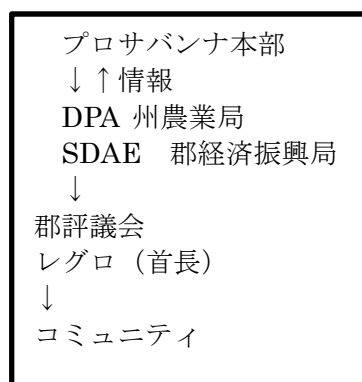 プロサバンナ本部
↓↑情報
DPA 州農業局
SDAE 郡経済振興局
↓
郡評議会
レグロ（首長）
↓
コミュニティ